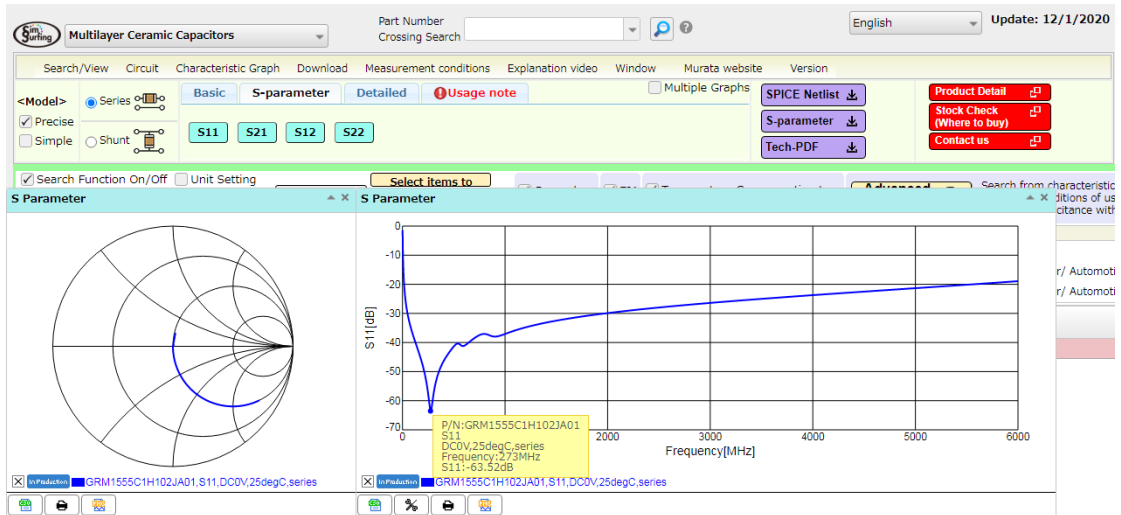 Sim Surfing
Multilayer Ceramic Capacitors
Part Number
Crossing Search
English
Update: 12/1/2020
Search/View Circuit Characteristic Graph Download Measurement conditions Explanation video Window Murata website Version
<Model>
Precise
Simple
Series
Shunt
Basic S-parameter Detailed Usage note
S11 S21 S12 S22
Multiple Graphs
SPICE Netlist
S-parameter
Tech-PDF
Product Detail
Stock Check
(Where to buy)
Contact us
Search Function On/Off Unit Setting
Select items to
Search from characteristic
ditions of us
citance with
r/ Automoti
r/ Automoti
S Parameter
In Production GRM1555C1H102JA01,S11,DC0V,25degC,series
S Parameter
S11[dB]
0
-10
-20
-30
-40
-50
-60
-70
0 2000 3000 4000 5000 6000
Frequency[MHz]
P/N:GRM1555C1H102JA01
S11
DC0V,25degC,series
Frequency:273MHz
S11:-63.52dB
In Production GRM1555C1H102JA01,S11,DC0V,25degC,series